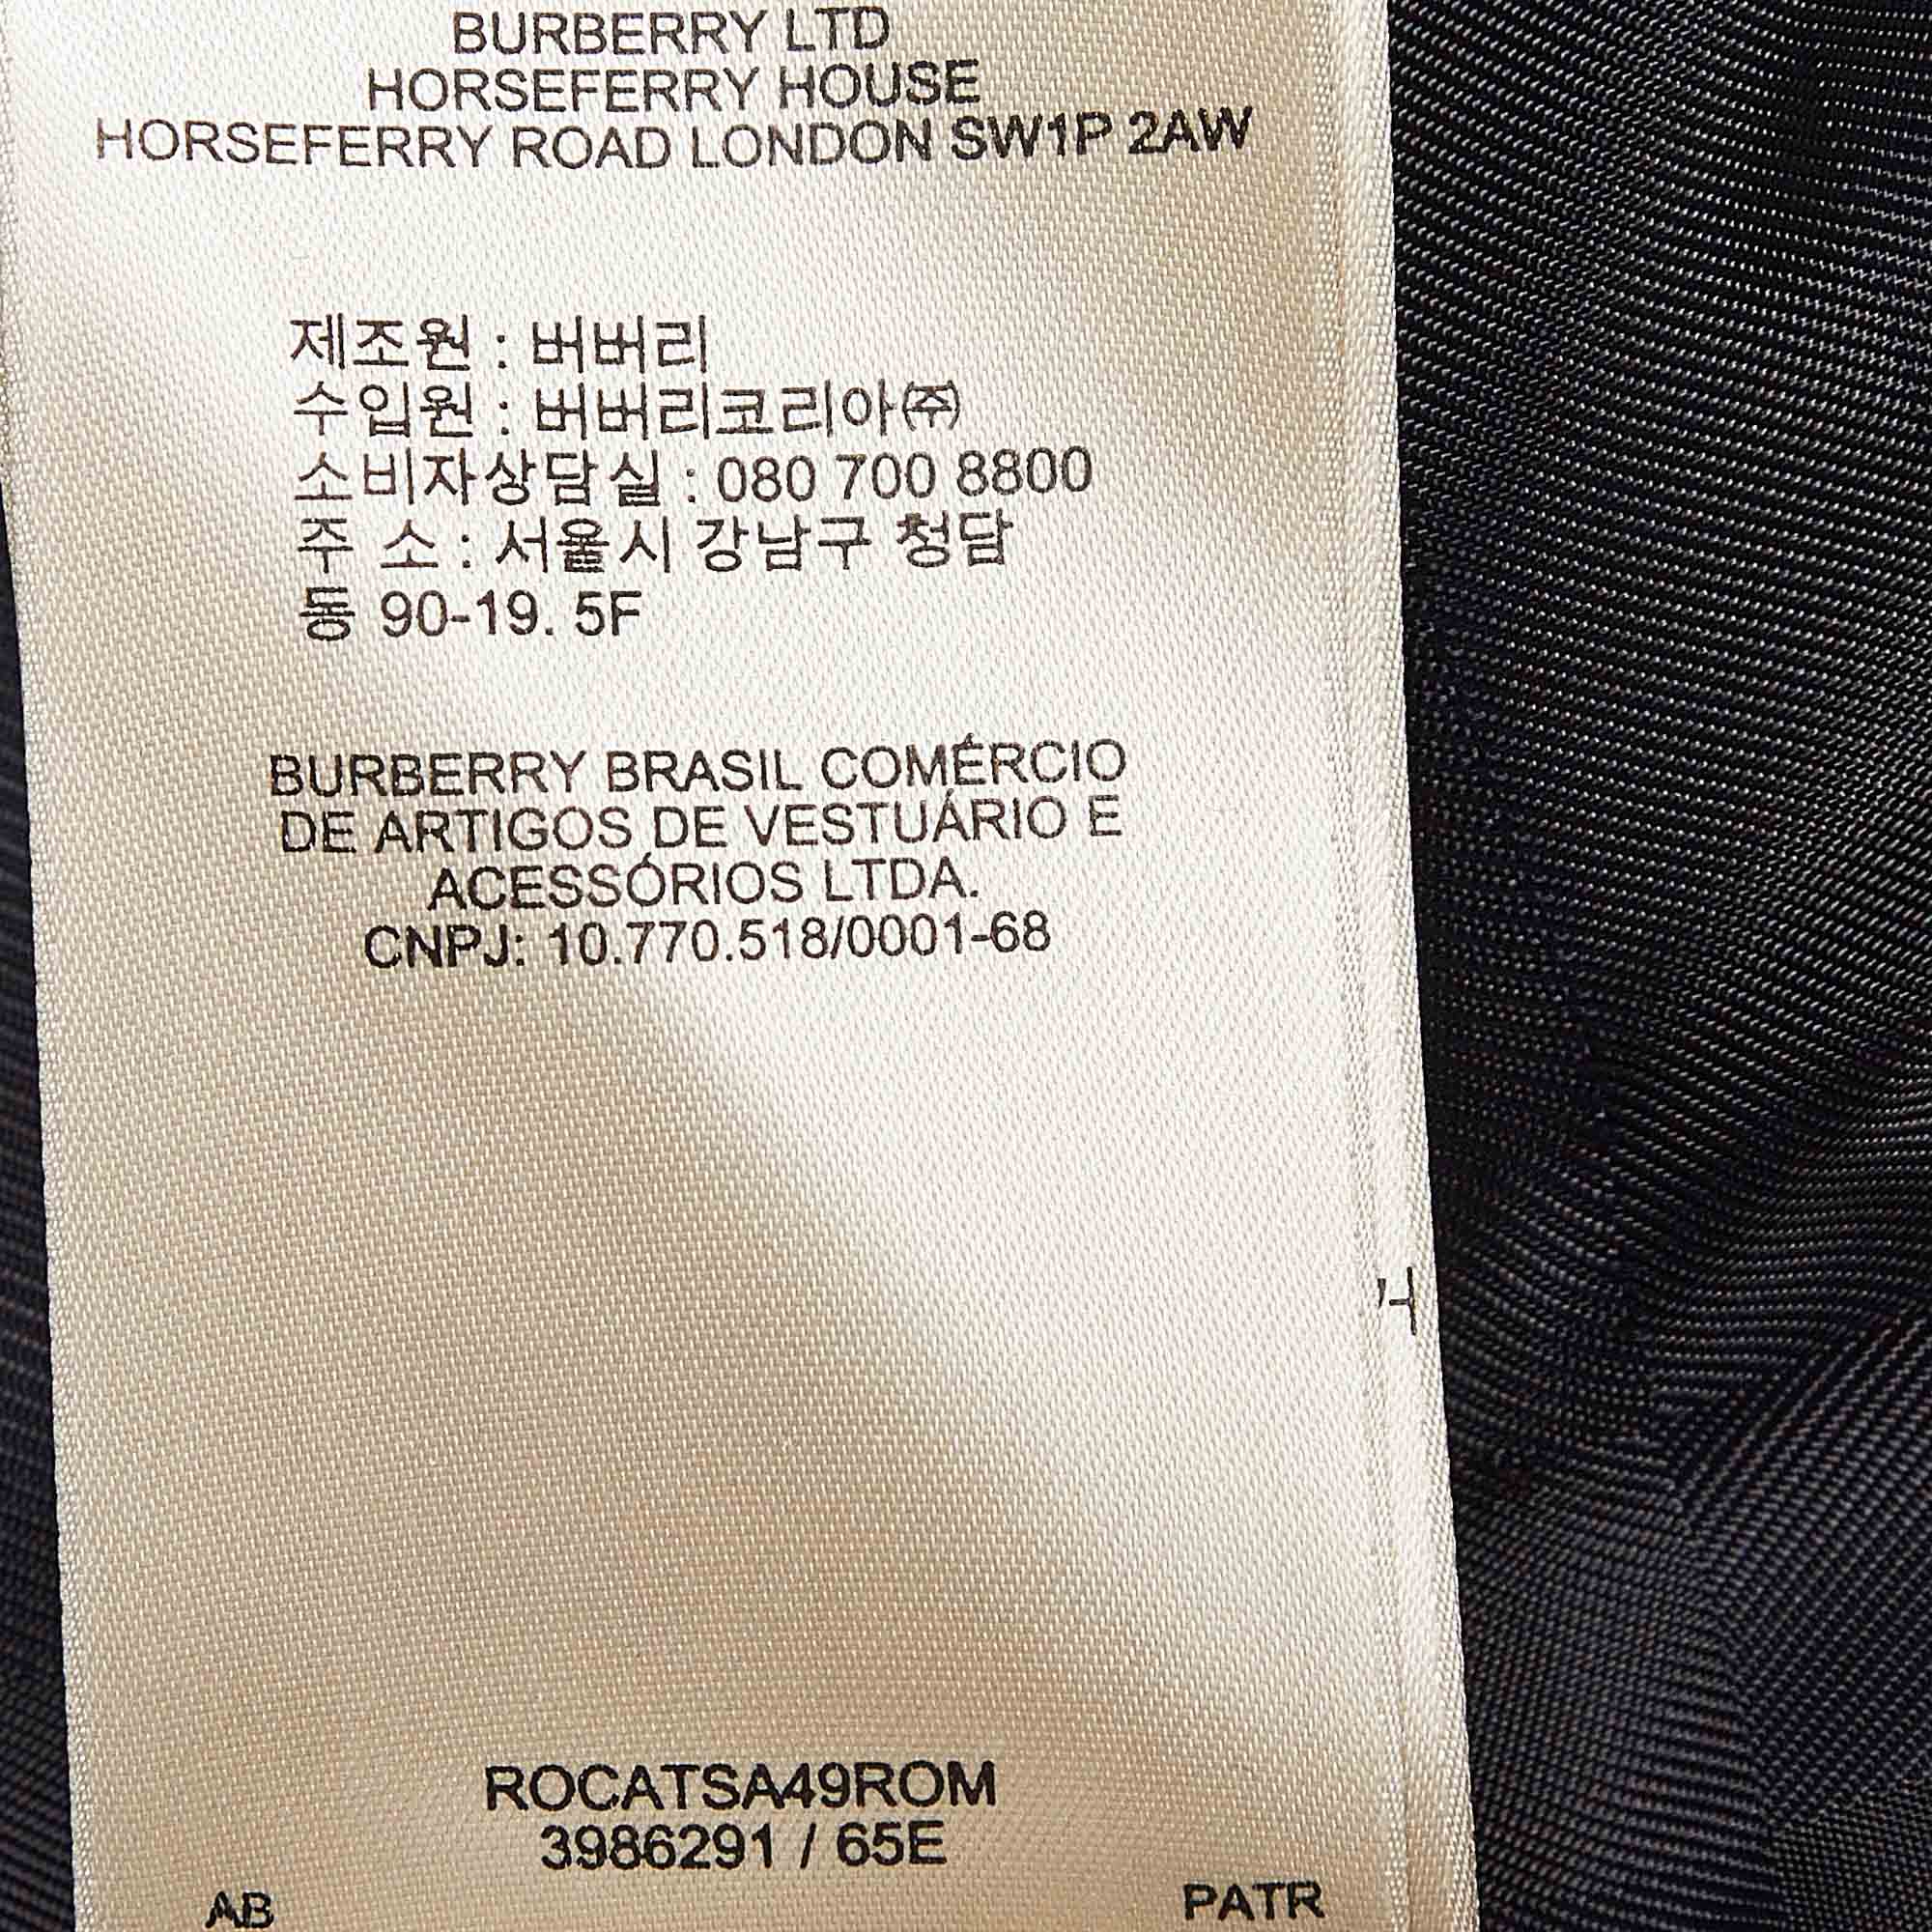 BURBERRY LTD
HORSEFERRY HOUSE
HORSEFERRY ROAD LONDON SW1P 2AW
제조원 : 버버리
수입원 : 버버리코리아㈜
소비자상담실 : 080 700 8800
주 소 : 서울시 강남구 청담
동 90-19. 5F
BURBERRY BRASIL COMÉRCIO
DE ARTIGOS DE VESTUÁRIO E
ACESSÓRIOS LTDA.
CNPJ: 10.770.518/0001-68
ROCATSA49ROM
3986291 / 65E
AB PATR